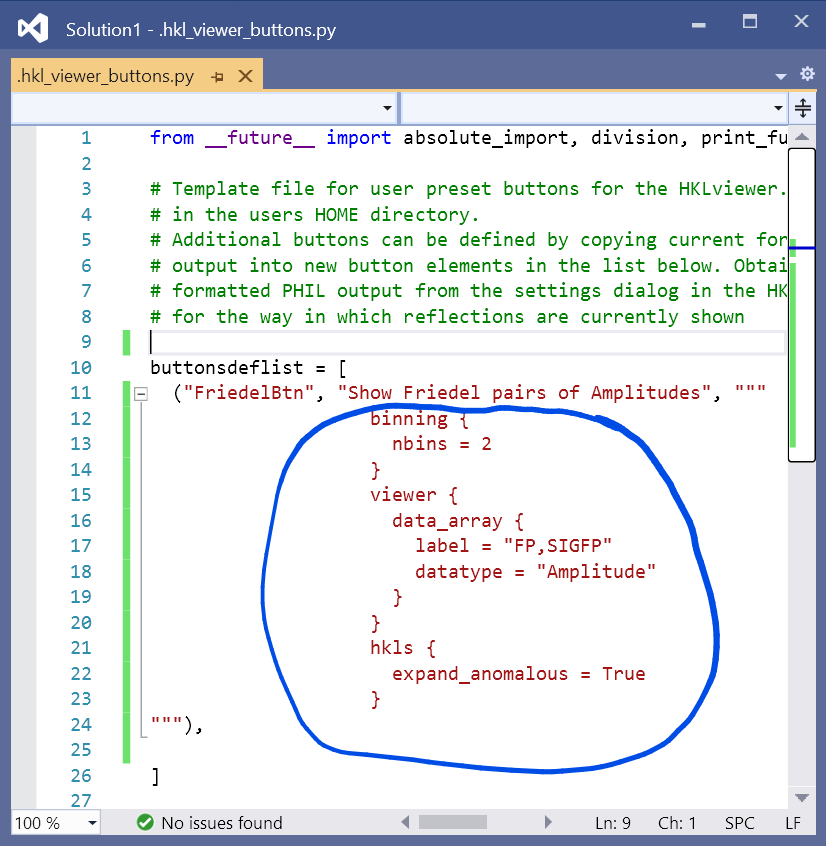 Solution1 - .hkl_viewer_buttons.py
.hkl_viewer_buttons.py
1 from __future__ import absolute_import, division, print_fu
2
3 # Template file for user preset buttons for the HKLviewer.
4 # in the users HOME directory.
5 # Additional buttons can be defined by copying current for
6 # output into new button elements in the list below. Obtai
7 # formatted PHIL output from the settings dialog in the HK
8 # for the way in which reflections are currently shown
9
10 buttonsdeflist = [
11 ("FriedelBtn", "Show Friedel pairs of Amplitudes", """
12 binning {
13 nbins = 2
14 }
15 viewer {
16 data_array {
17 label = "FP,SIGFP"
18 datatype = "Amplitude"
19 }
20 }
21 hkls {
22 expand_anomalous = True
23 }
24 """),
25
26 ]
27
100 % No issues found Ln: 9 Ch: 1 SPC LF